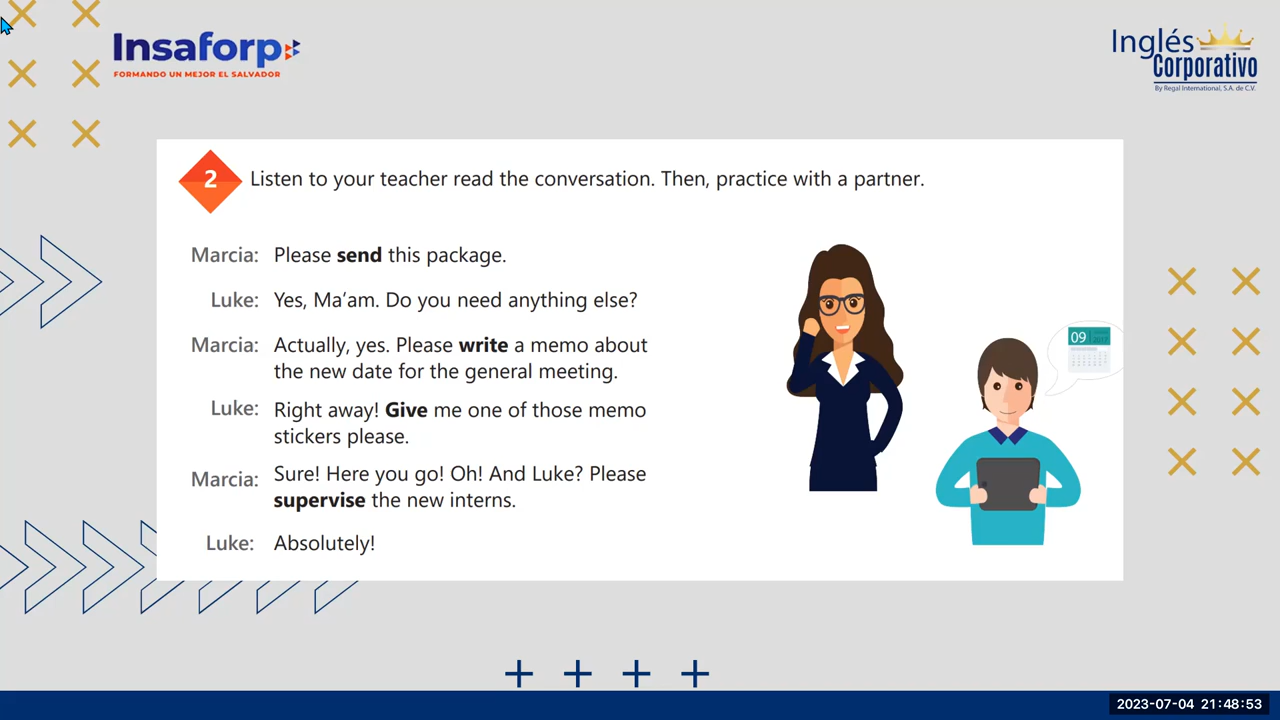 Insaforp
FORMANDO UN MEJOR EL SALVADOR
Inglés
Corporativo
By Regal International, S.A. de C.V.
2 Listen to your teacher read the conversation. Then, practice with a partner.
Marcia: Please send this package.
Luke: Yes, Ma'am. Do you need anything else?
Marcia: Actually, yes. Please write a memo about
the new date for the general meeting.
Luke: Right away! Give me one of those memo
stickers please.
Marcia: Sure! Here you go! Oh! And Luke? Please
supervise the new interns.
Luke: Absolutely!
09
2017
2023-07-04 21:48:53